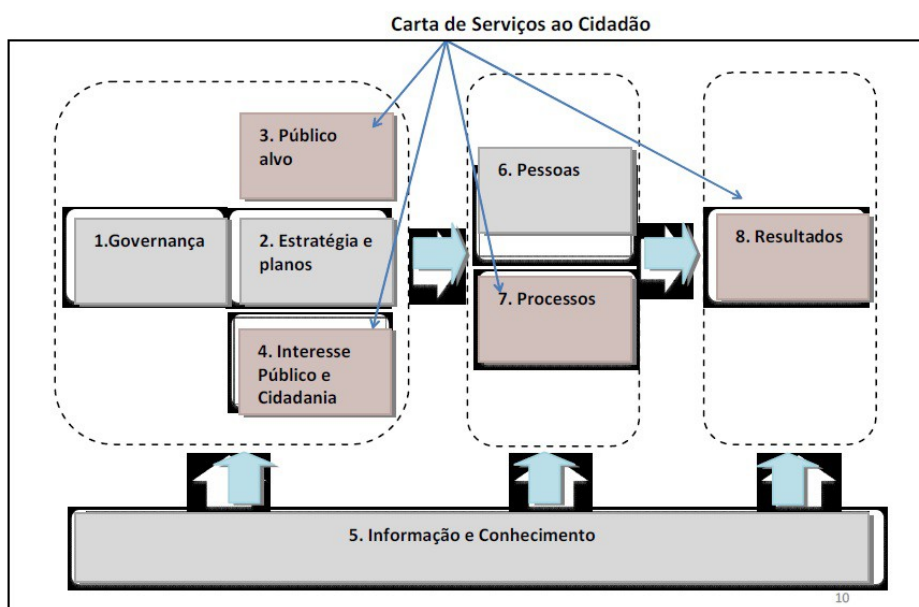 Carta de Serviços ao Cidadão
3. Público
alvo
1.Governança
2. Estratégia e
planos
4. Interesse
Público e
Cidadania
6. Pessoas
7. Processos
8. Resultados
5. Informação e Conhecimento
10